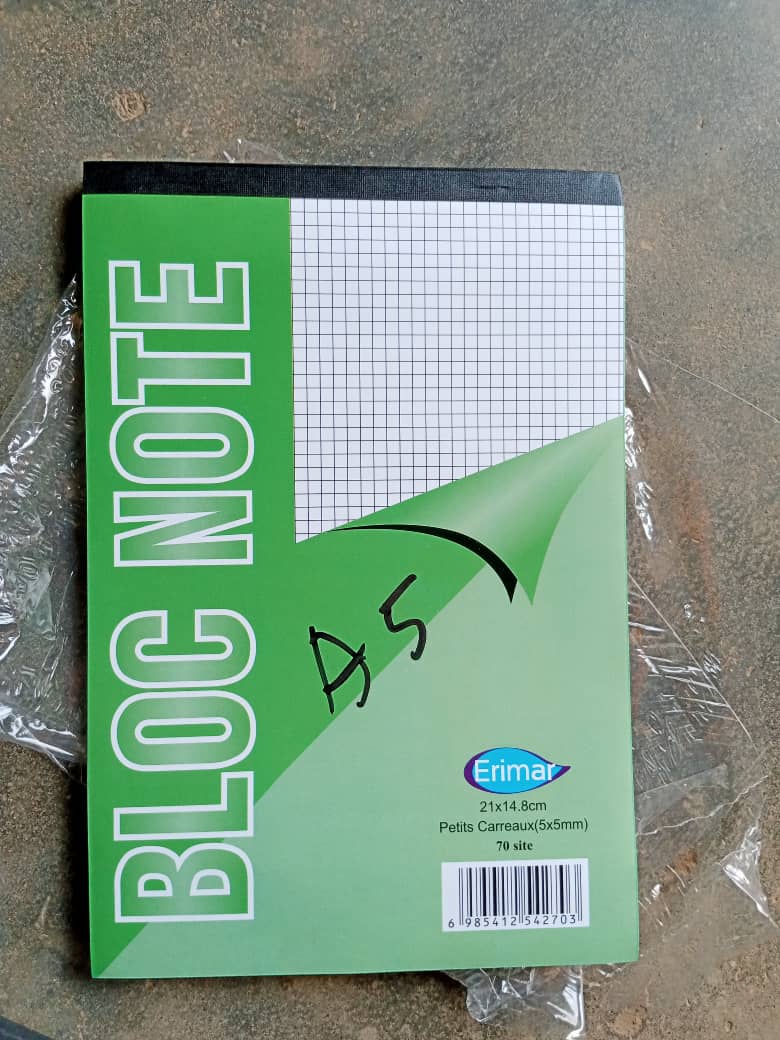 BLOC NOTE
A5
Erimar
21x14.8cm
Petits Carreaux(5x5mm)
70 site
6 985412 542703